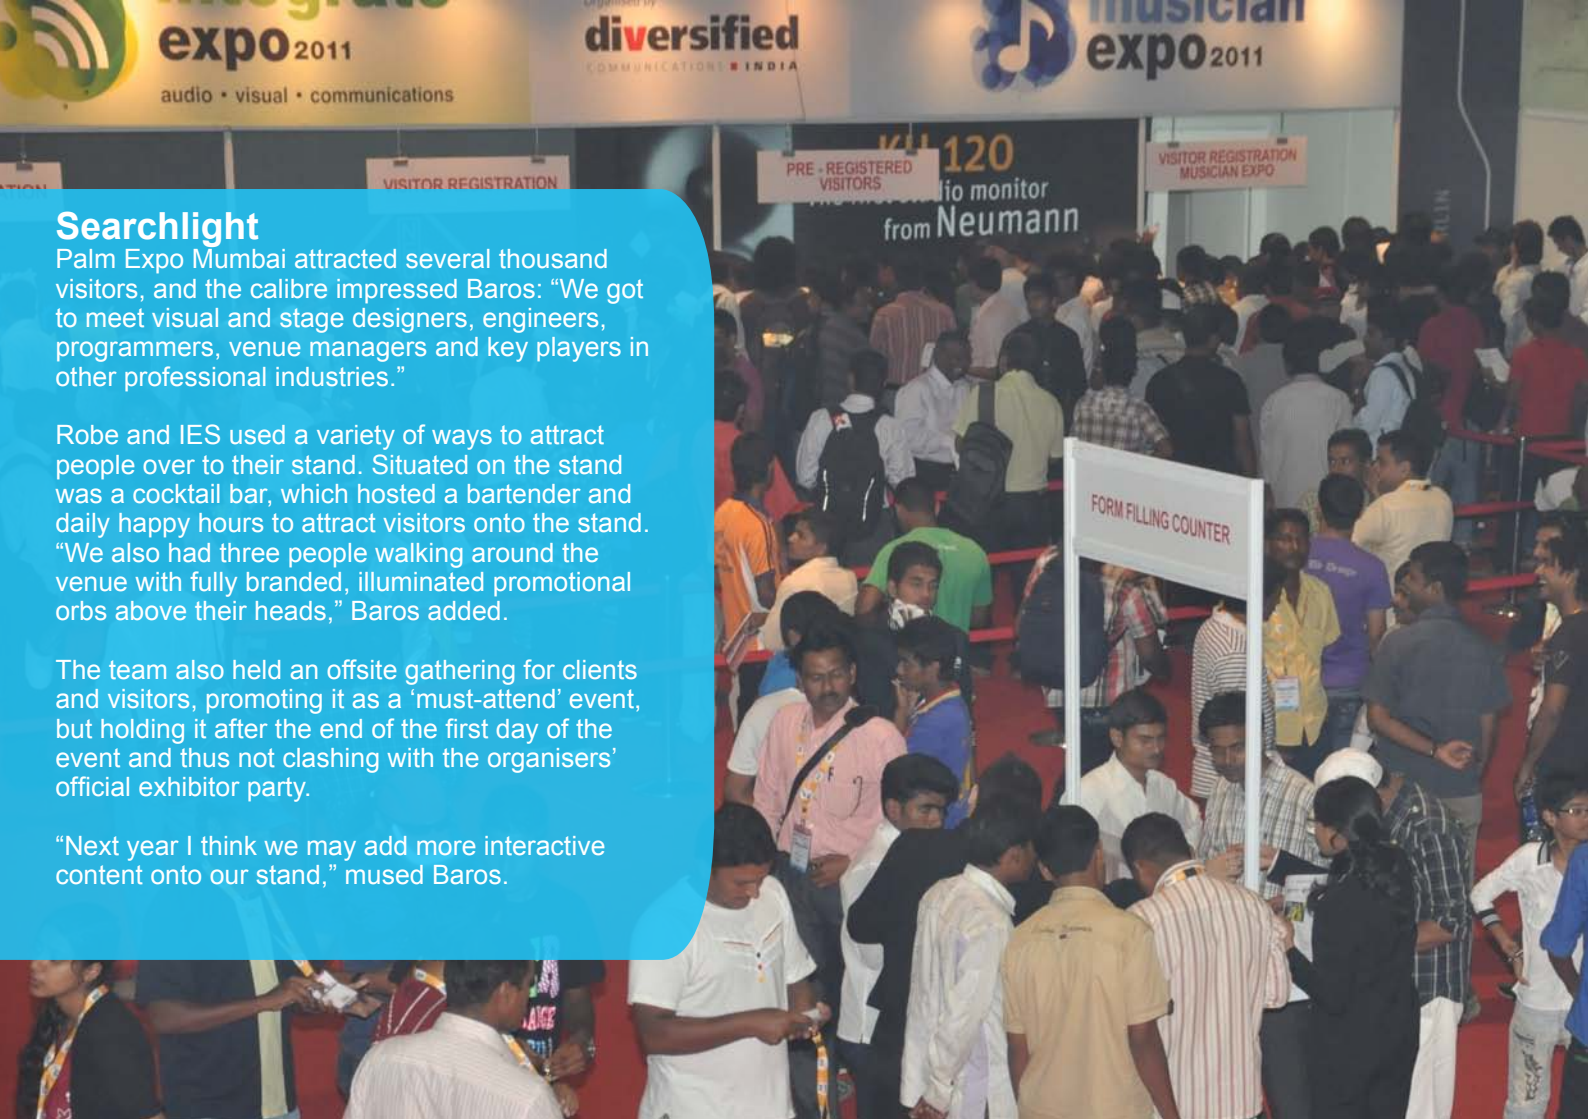 expo 2011
audio • visual • communications
Organised by
diversified
COMMUNICATIONS ■ INDIA
musician
expo 2011
VISITOR REGISTRATION
PRE - REGISTERED
VISITORS
120
monitor
from Neumann
VISITOR REGISTRATION
MUSICIAN EXPO
Searchlight
Palm Expo Mumbai attracted several thousand
visitors, and the calibre impressed Baros: “We got
to meet visual and stage designers, engineers,
programmers, venue managers and key players in
other professional industries.”
Robe and IES used a variety of ways to attract
people over to their stand. Situated on the stand
was a cocktail bar, which hosted a bartender and
daily happy hours to attract visitors onto the stand.
“We also had three people walking around the
venue with fully branded, illuminated promotional
orbs above their heads,” Baros added.
The team also held an offsite gathering for clients
and visitors, promoting it as a ‘must-attend’ event,
but holding it after the end of the first day of the
event and thus not clashing with the organisers’
official exhibitor party.
“Next year I think we may add more interactive
content onto our stand,” mused Baros.
FORM FILLING COUNTER